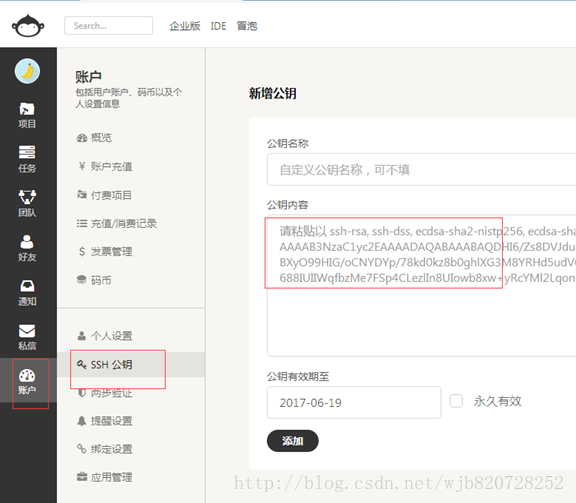 Search...
企业版 IDE 冒泡
项目
任务
团队
好友
通知
私信
账户
账户
包括用户账户、码币以及个
人设置信息
概览
¥ 账户充值
付费项目
充值/消费记录
$ 发票管理
码币
个人设置
SSH 公钥
两步验证
提醒设置
绑定设置
应用管理
新增公钥
公钥名称
自定义公钥名称，可不填
公钥内容
请粘贴以 ssh-rsa, ssh-dss, ecdsa-sha2-nistp256, ecdsa-sha
AAAAB3NzaC1yc2EAAAADAQABAAABAQDHI6/Zs8DVJdu
BXyO99HIG/oCNYDYp/78kd0kz8b0ghlXG3M8YRHd5udV
688IUIIWqfbzMe7FSp4CLezlIn8UIowb8xw+yRcYMl2Lqon
公钥有效期至
2017-06-19
永久有效
添加
http://blog.csdn.net/wjb820728252